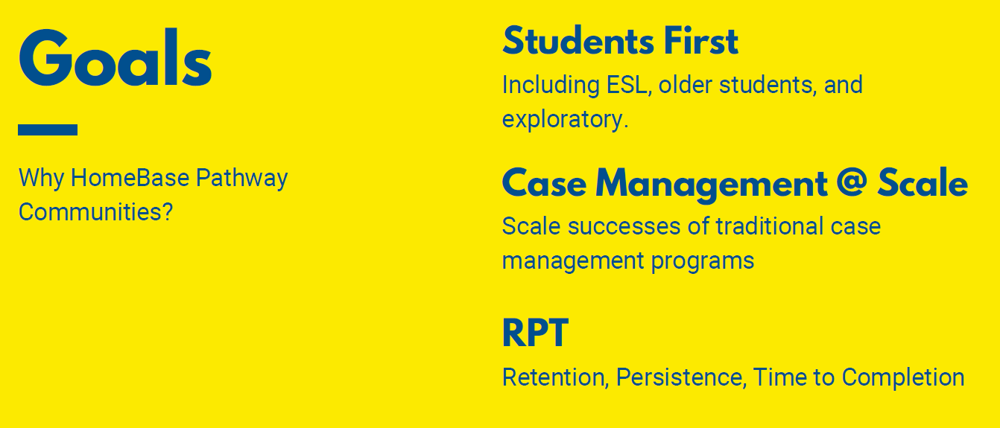 Goals
Why HomeBase Pathway
Communities?
Students First
Including ESL, older students, and
exploratory.
Case Management @ Scale
Scale successes of traditional case
management programs
RPT
Retention, Persistence, Time to Completion